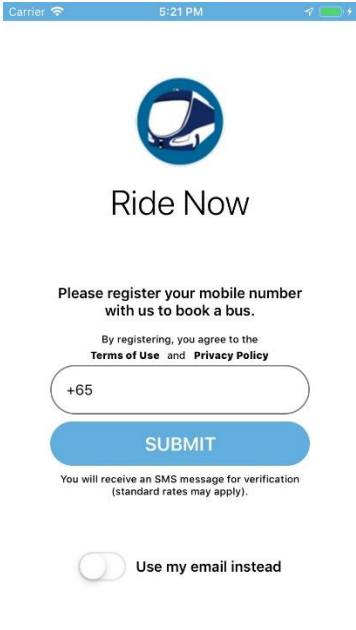 Carrier 5:21 PM
Ride Now
Please register your mobile number
with us to book a bus.
By registering, you agree to the
Terms of Use and Privacy Policy
+65
SUBMIT
You will receive an SMS message for verification
(standard rates may apply).
Use my email instead